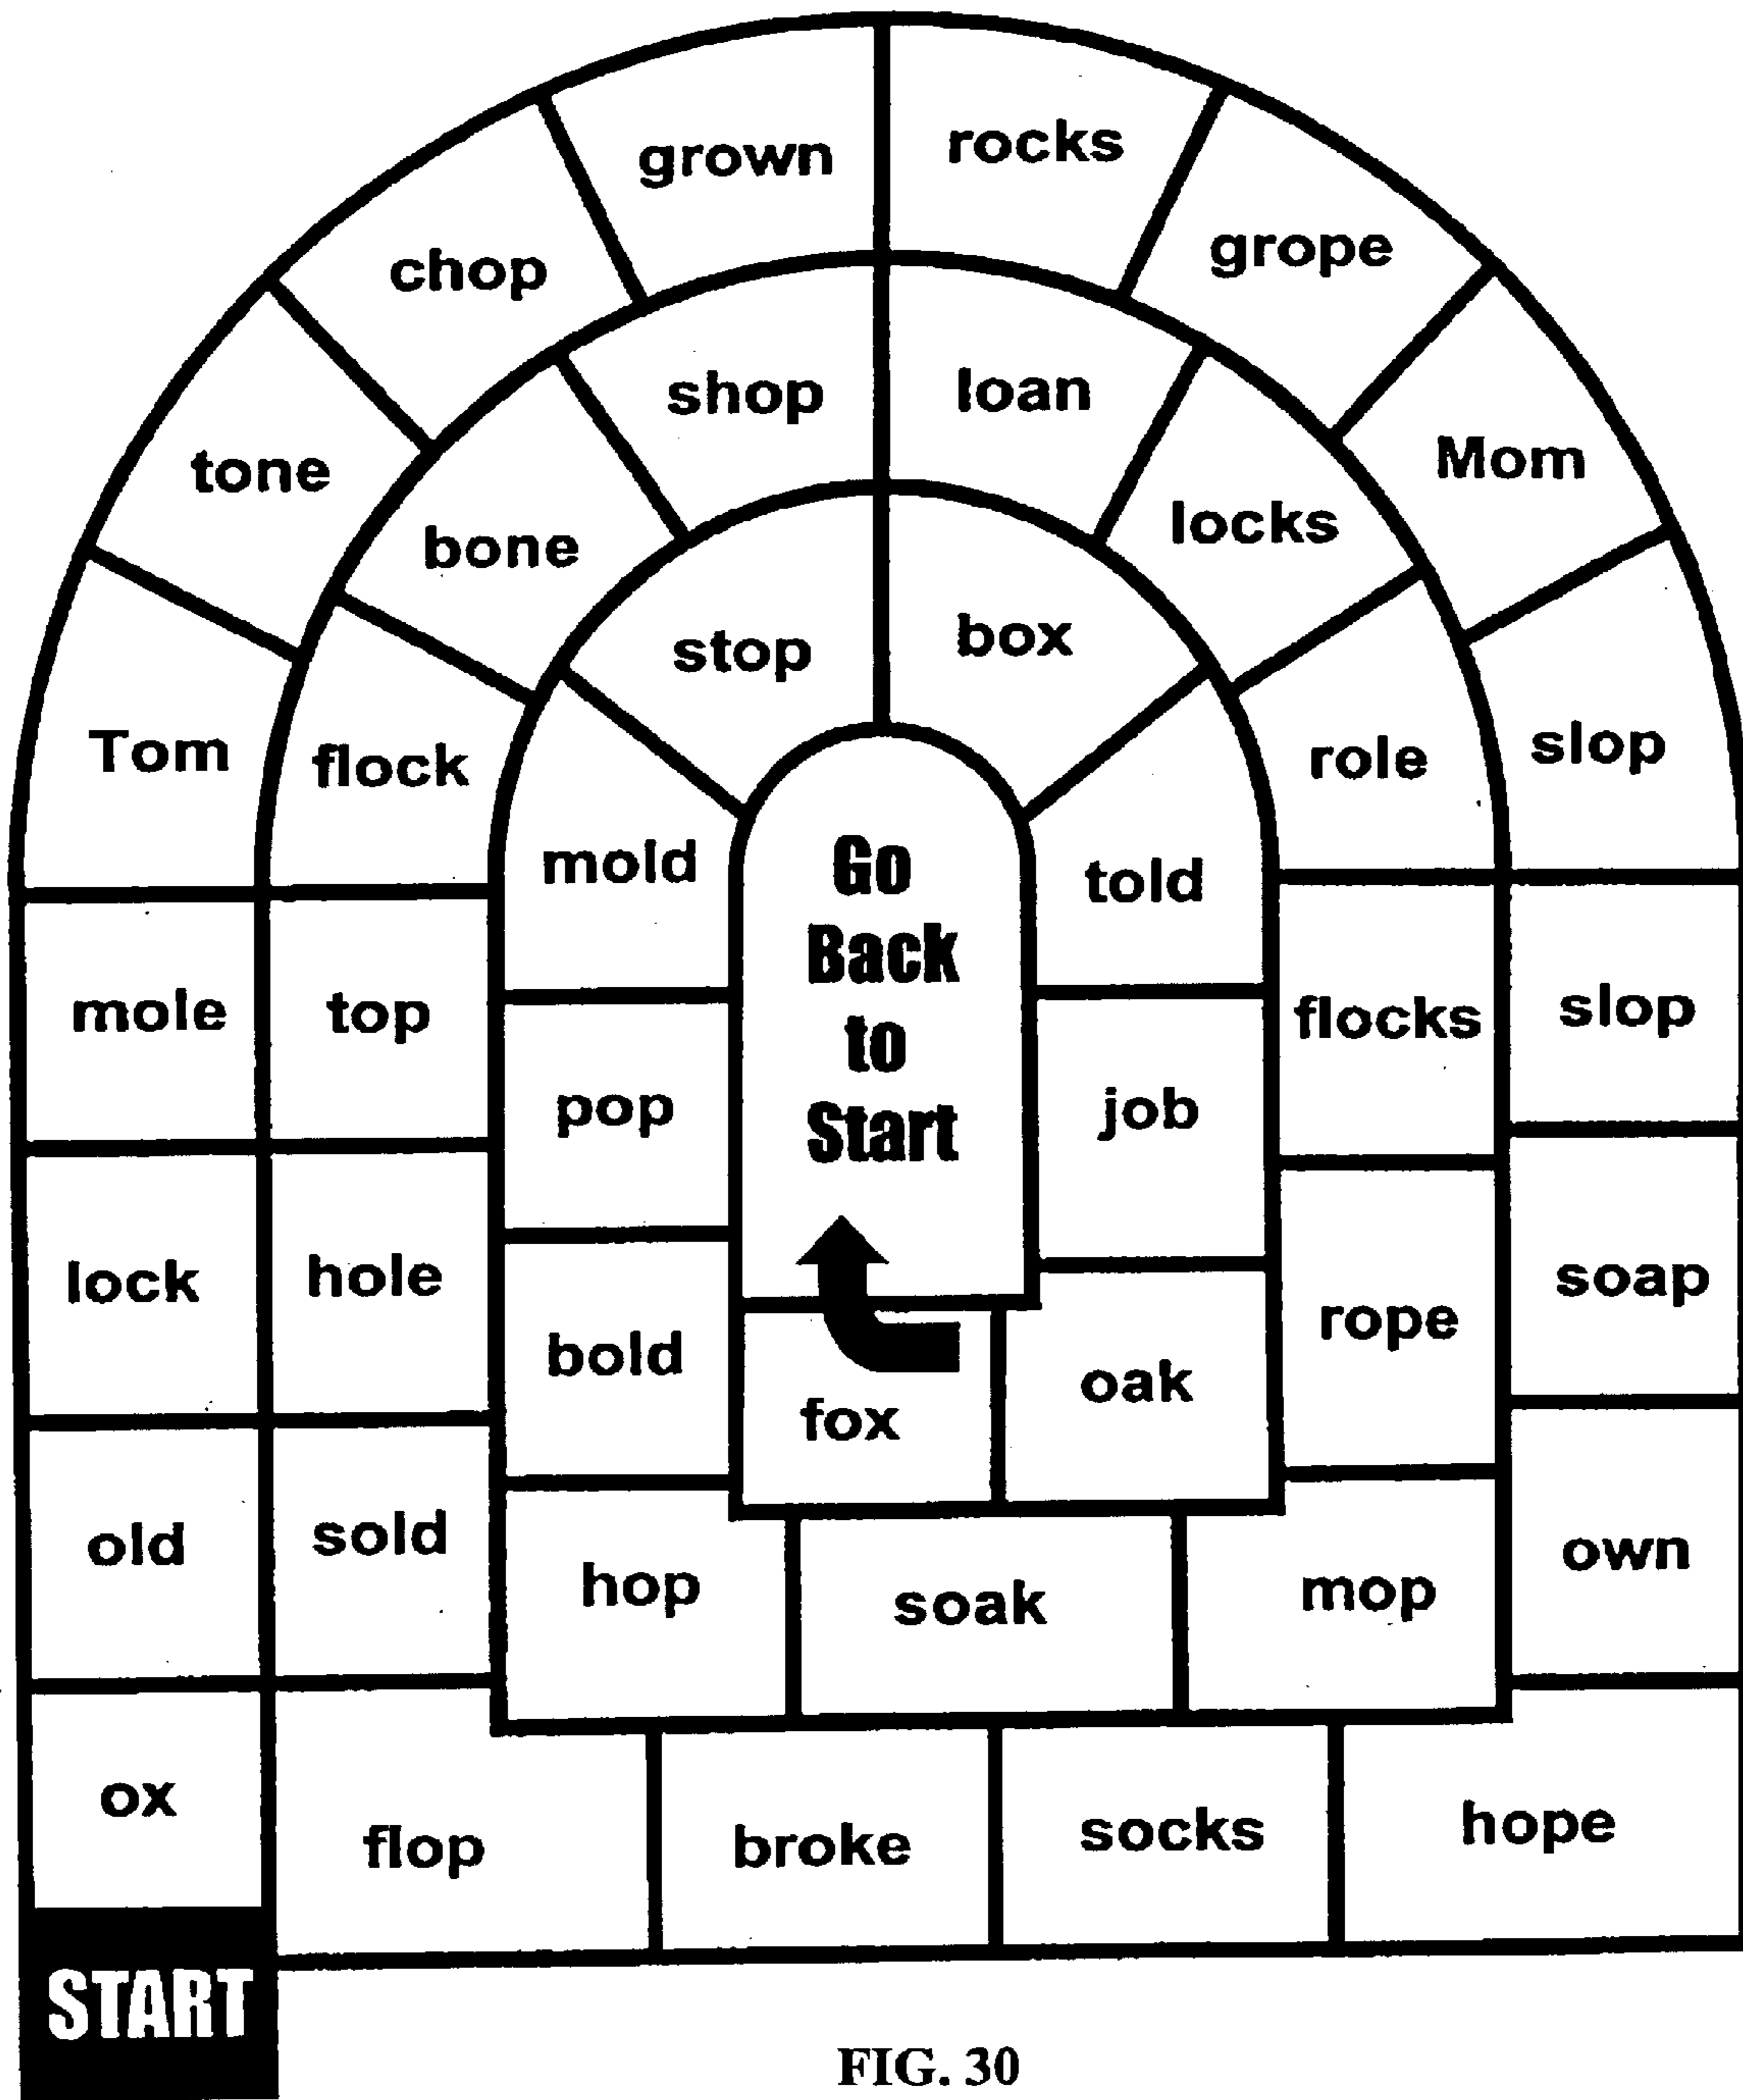 START
ox
old
lock
mole
Tom
tone
chop
grown
rocks
grope
Mom
slop
slop
soap
own
hope
socks
broke
flop
sold
hole
top
flock
bone
shop
loan
locks
role
flocks
rope
mop
soak
hop
bold
pop
mold
stop
box
told
job
oak
fox
Go
Back
to
Start
FIG. 30